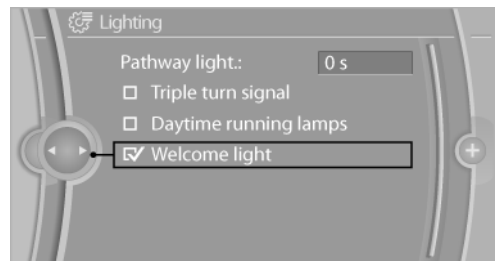 Lighting
Pathway light.: 0 s
Triple turn signal
Daytime running lamps
Welcome light